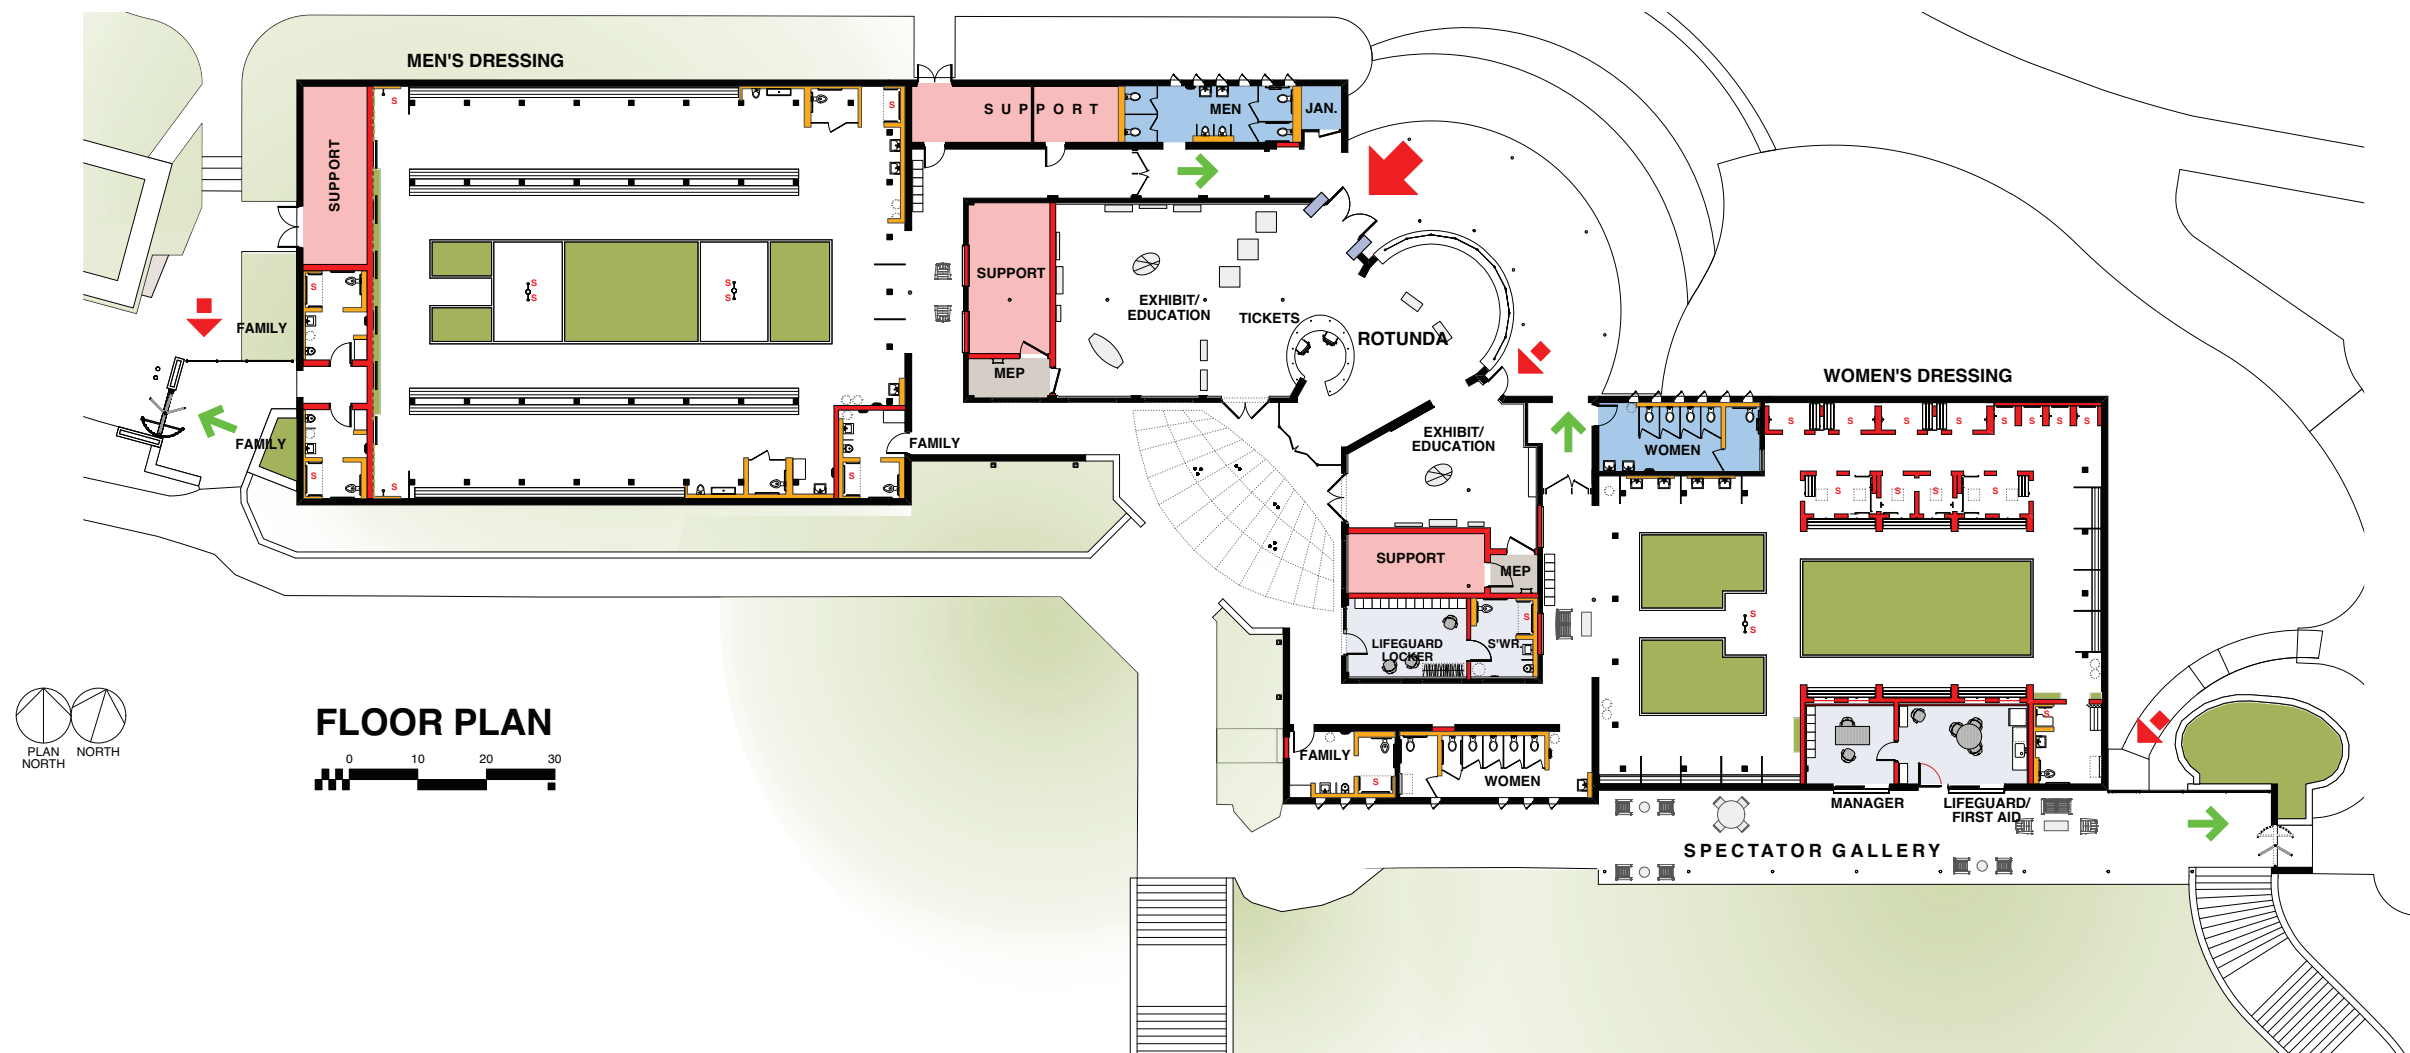 MEN'S DRESSING
S
S
SUPPORT
MEN
JAN.
SUPPORT
SUPPORT
S
S
S
S
S
FAMILY
EXHIBIT/
EDUCATION
TICKETS
ROTUNDA
MEP
WOMEN'S DRESSING
FAMILY
FAMILY
S
S
S
EXHIBIT/
EDUCATION
WOMEN
S
S
S
S
S
S
S
S
S
S
S
S
SUPPORT
MEP
S
S
S
LIFEGUARD
LOCKER
S'WR.
S
FAMILY
WOMEN
S
MANAGER
LIFEGUARD/
FIRST AID
SPECTATOR GALLERY
PLAN
NORTH
NORTH
FLOOR PLAN
0 10 20 30